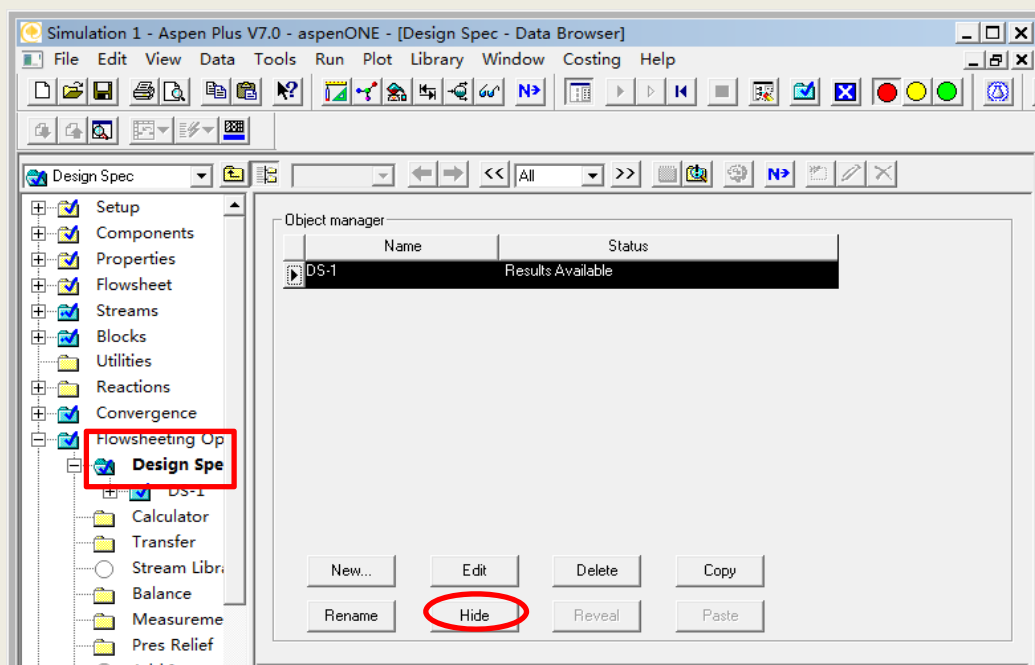 Simulation 1 - Aspen Plus V7.0 - aspenONE - [Design Spec - Data Browser]
File Edit View Data Tools Run Plot Library Window Costing Help
N
Design Spec << All >> N
Setup
Components
Properties
Flowsheet
Streams
Blocks
Utilities
Reactions
Convergence
Flowsheeting Op
Design Spe
DS-1
Calculator
Transfer
Stream Libr
Balance
Measureme
Pres Relief
Object manager
Name Status
DS-1 Results Available
New... Edit Delete Copy
Rename Hide Reveal Paste